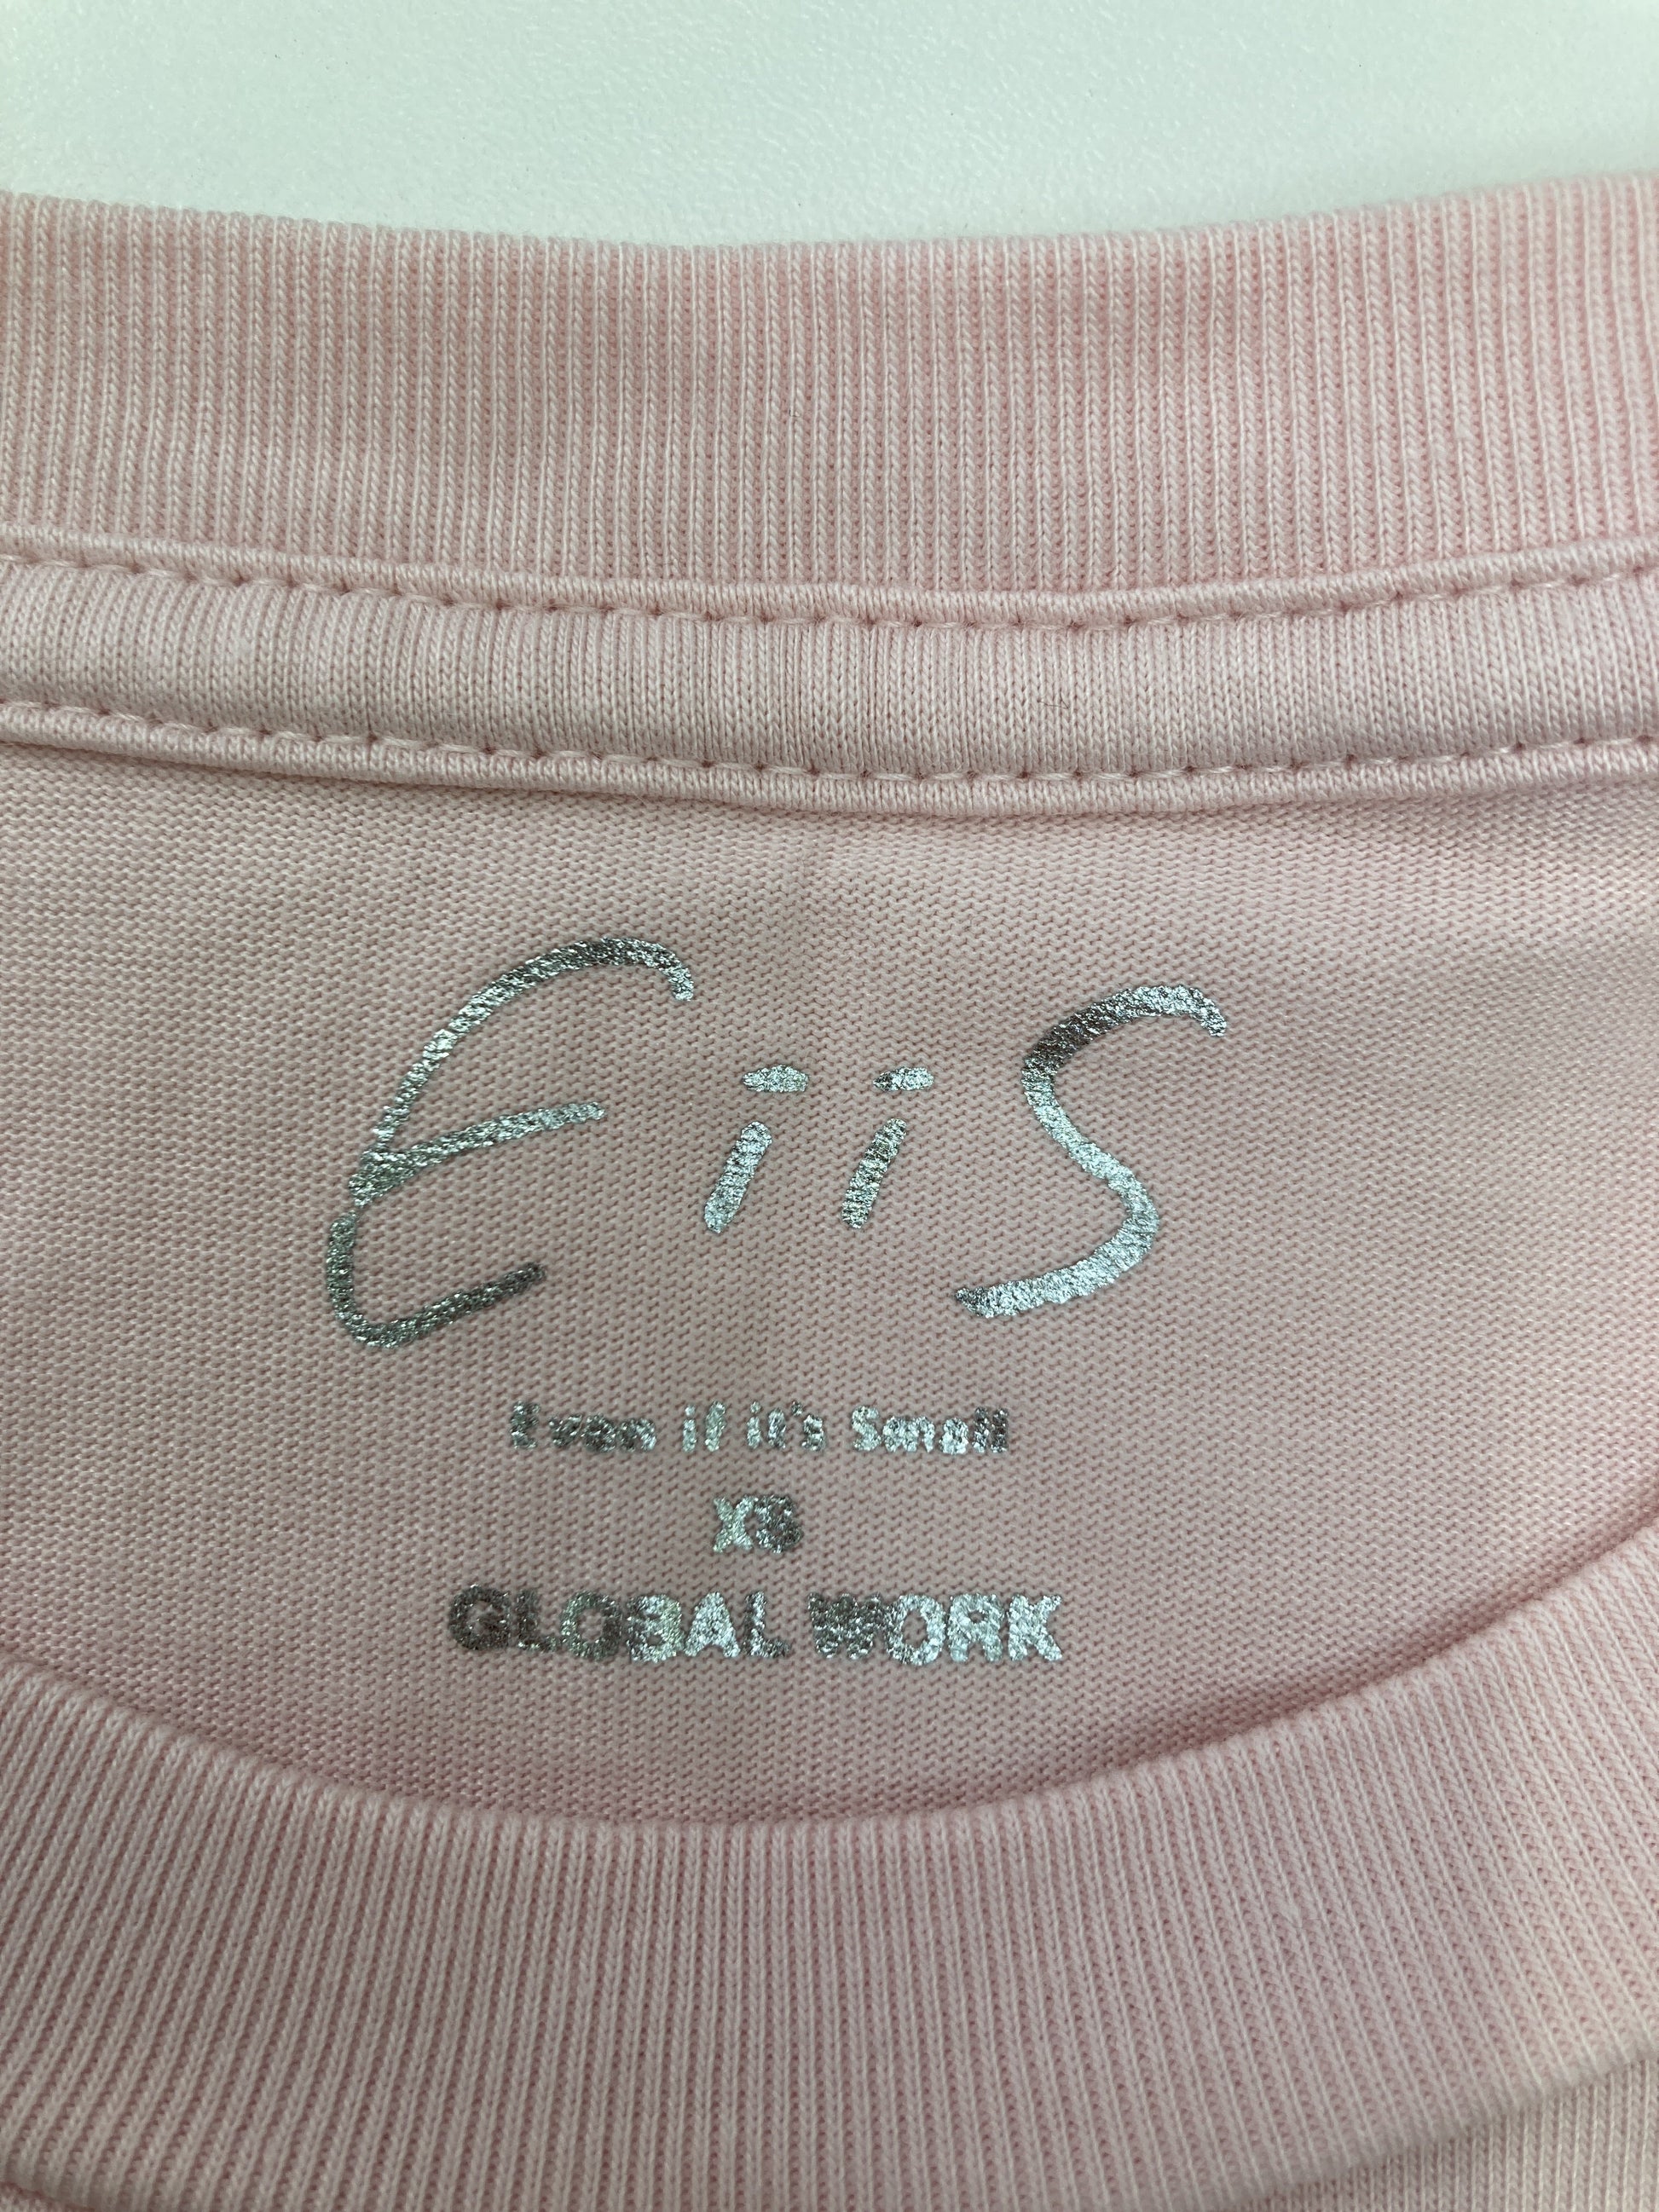 EiiS
Even if it's Small
XS
GLOBAL WORK